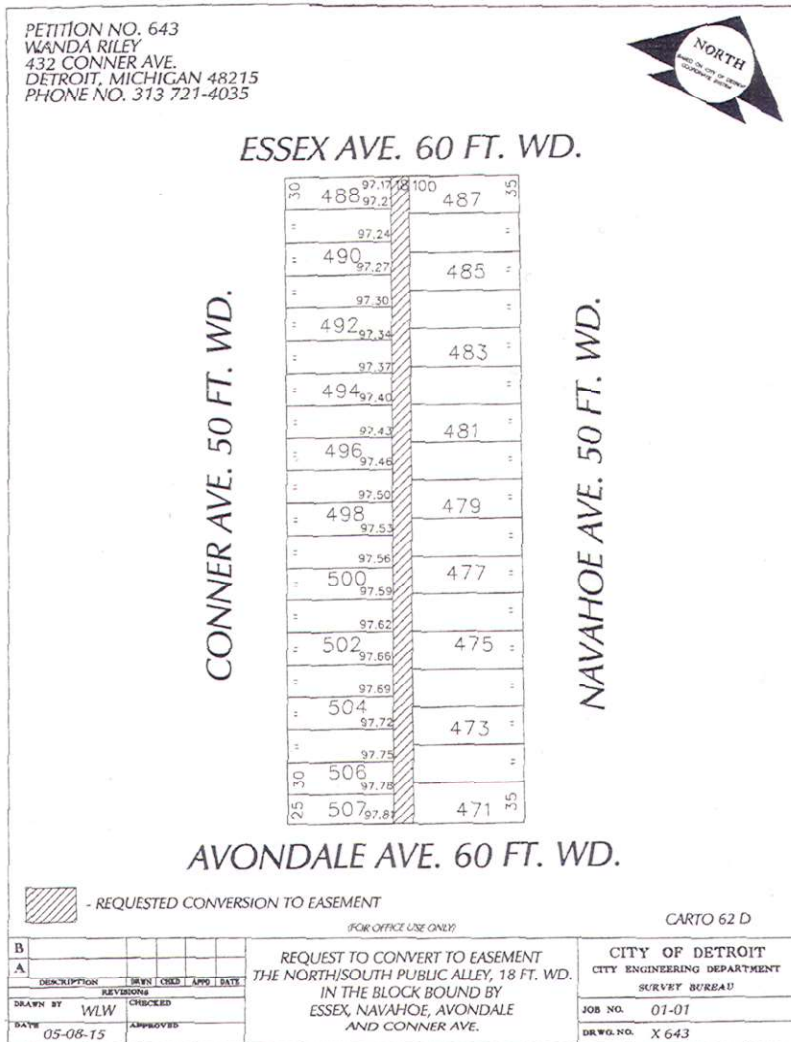 PETITION NO. 643
WANDA RILEY
432 CONNER AVE.
DETROIT, MICHIGAN 48215
PHONE NO. 313 721-4035
NORTH
BASED ON CITY OF DETROIT
ESSEX AVE. 60 FT. WD.
30 488 97.17 18 100 487 35
97.21
" 97.24 "
" 490 97.27 485 "
" 97.30 "
" 492 97.34 483 "
" 97.37 "
" 494 97.40
" 97.43 481 "
" 496 97.46 "
" 97.50 479 "
" 498 97.53 "
" 97.56
" 500 97.59 477 "
" 97.62 "
" 502 97.66 475 "
" 97.69 "
" 504 97.72 473 "
" 97.75 "
30 506 97.78
25 507 97.81 471 35
CONNER AVE. 50 FT. WD.
NAVAHOE AVE. 50 FT. WD.
AVONDALE AVE. 60 FT. WD.
- REQUESTED CONVERSION TO EASEMENT
(FOR OFFICE USE ONLY)
CARTO 62 D
B
A
DESCRIPTION DRWN CHKD APPD DATE
REVISIONS
DRAWN BY WLW CHECKED
DATE 05-08-15 APPROVED
REQUEST TO CONVERT TO EASEMENT
THE NORTH/SOUTH PUBLIC ALLEY, 18 FT. WD.
IN THE BLOCK BOUND BY
ESSEX, NAVAHOE, AVONDALE
AND CONNER AVE.
CITY OF DETROIT
CITY ENGINEERING DEPARTMENT
SURVEY BUREAU
JOB NO. 01-01
DRWG. NO. X 643